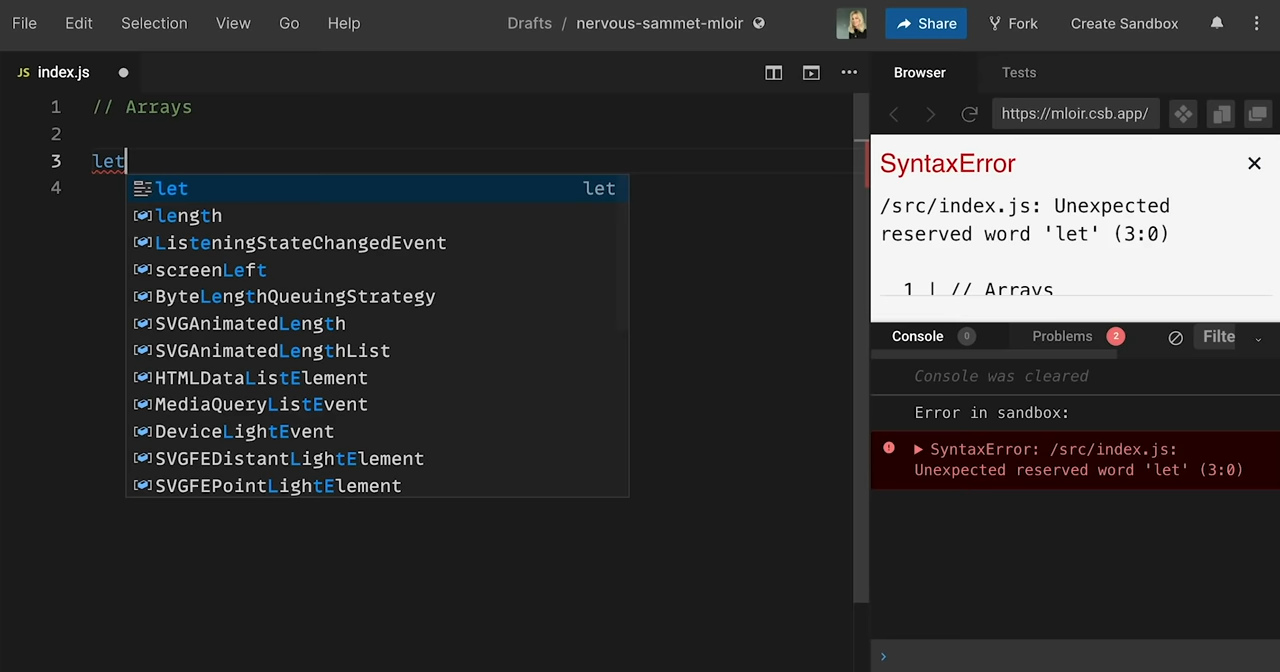 File Edit Selection View Go Help Drafts / nervous-sammet-mloir Share Fork Create Sandbox
JS index.js
Browser Tests
https://mloir.csb.app/
1 // Arrays
2
3 let
4
let let
length
ListeningStateChangedEvent
screenLeft
ByteLengthQueuingStrategy
SVGAnimatedLength
SVGAnimatedLengthList
HTMLDataListElement
MediaQueryListEvent
DeviceLightEvent
SVGFEDistantLightElement
SVGFEPointLightElement
SyntaxError
/src/index.js: Unexpected
reserved word 'let' (3:0)
1 | // Arrays
Console 0 Problems 2 Filte
Console was cleared
Error in sandbox:
SyntaxError: /src/index.js:
Unexpected reserved word 'let' (3:0)